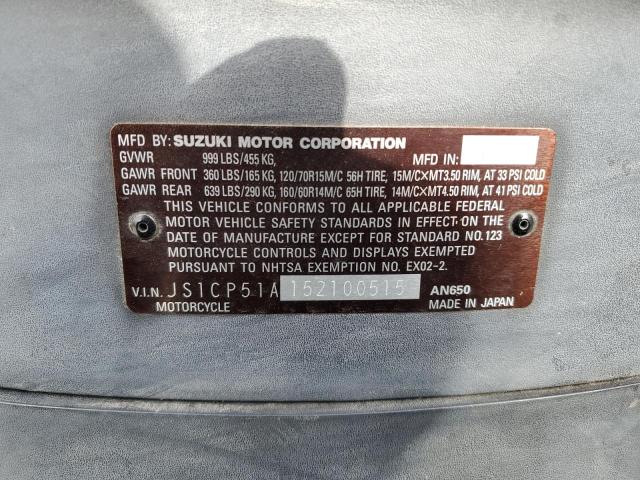 MFD BY: SUZUKI MOTOR CORPORATION
GVWR 999 LBS/455 KG, MFD IN:
GAWR FRONT 360 LBS/165 KG, 120/70R15M/C 56H TIRE, 15M/C×MT3.50 RIM, AT 33 PSI COLD
GAWR REAR 639 LBS/290 KG, 160/60R14M/C 65H TIRE, 14M/C×MT4.50 RIM, AT 41 PSI COLD
THIS VEHICLE CONFORMS TO ALL APPLICABLE FEDERAL
MOTOR VEHICLE SAFETY STANDARDS IN EFFECT ON THE
DATE OF MANUFACTURE EXCEPT FOR STANDARD NO. 123
MOTORCYCLE CONTROLS AND DISPLAYS EXEMPTED
PURSUANT TO NHTSA EXEMPTION NO. EX02-2.
V.I.N. JS1CP51A152100515 AN650
MOTORCYCLE MADE IN JAPAN